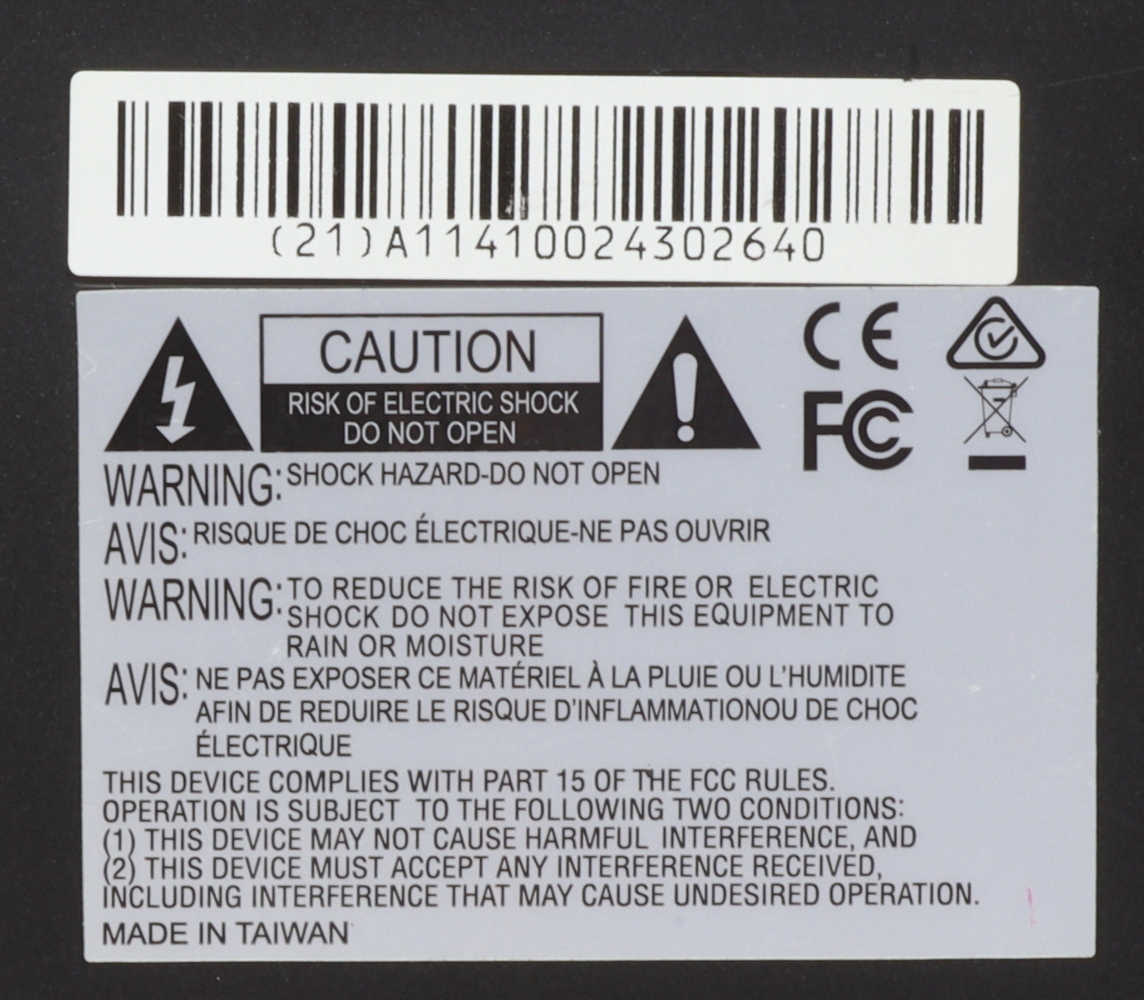 (21)A11410024302640
CAUTION
RISK OF ELECTRIC SHOCK
DO NOT OPEN
CE
FC
WARNING: SHOCK HAZARD-DO NOT OPEN
AVIS: RISQUE DE CHOC ÉLECTRIQUE-NE PAS OUVRIR
WARNING: TO REDUCE THE RISK OF FIRE OR ELECTRIC
SHOCK DO NOT EXPOSE THIS EQUIPMENT TO
RAIN OR MOISTURE
AVIS: NE PAS EXPOSER CE MATÉRIEL À LA PLUIE OU L'HUMIDITE
AFIN DE REDUIRE LE RISQUE D'INFLAMMATIONOU DE CHOC
ÉLECTRIQUE
THIS DEVICE COMPLIES WITH PART 15 OF THE FCC RULES.
OPERATION IS SUBJECT TO THE FOLLOWING TWO CONDITIONS:
(1) THIS DEVICE MAY NOT CAUSE HARMFUL INTERFERENCE, AND
(2) THIS DEVICE MUST ACCEPT ANY INTERFERENCE RECEIVED,
INCLUDING INTERFERENCE THAT MAY CAUSE UNDESIRED OPERATION.
MADE IN TAIWAN